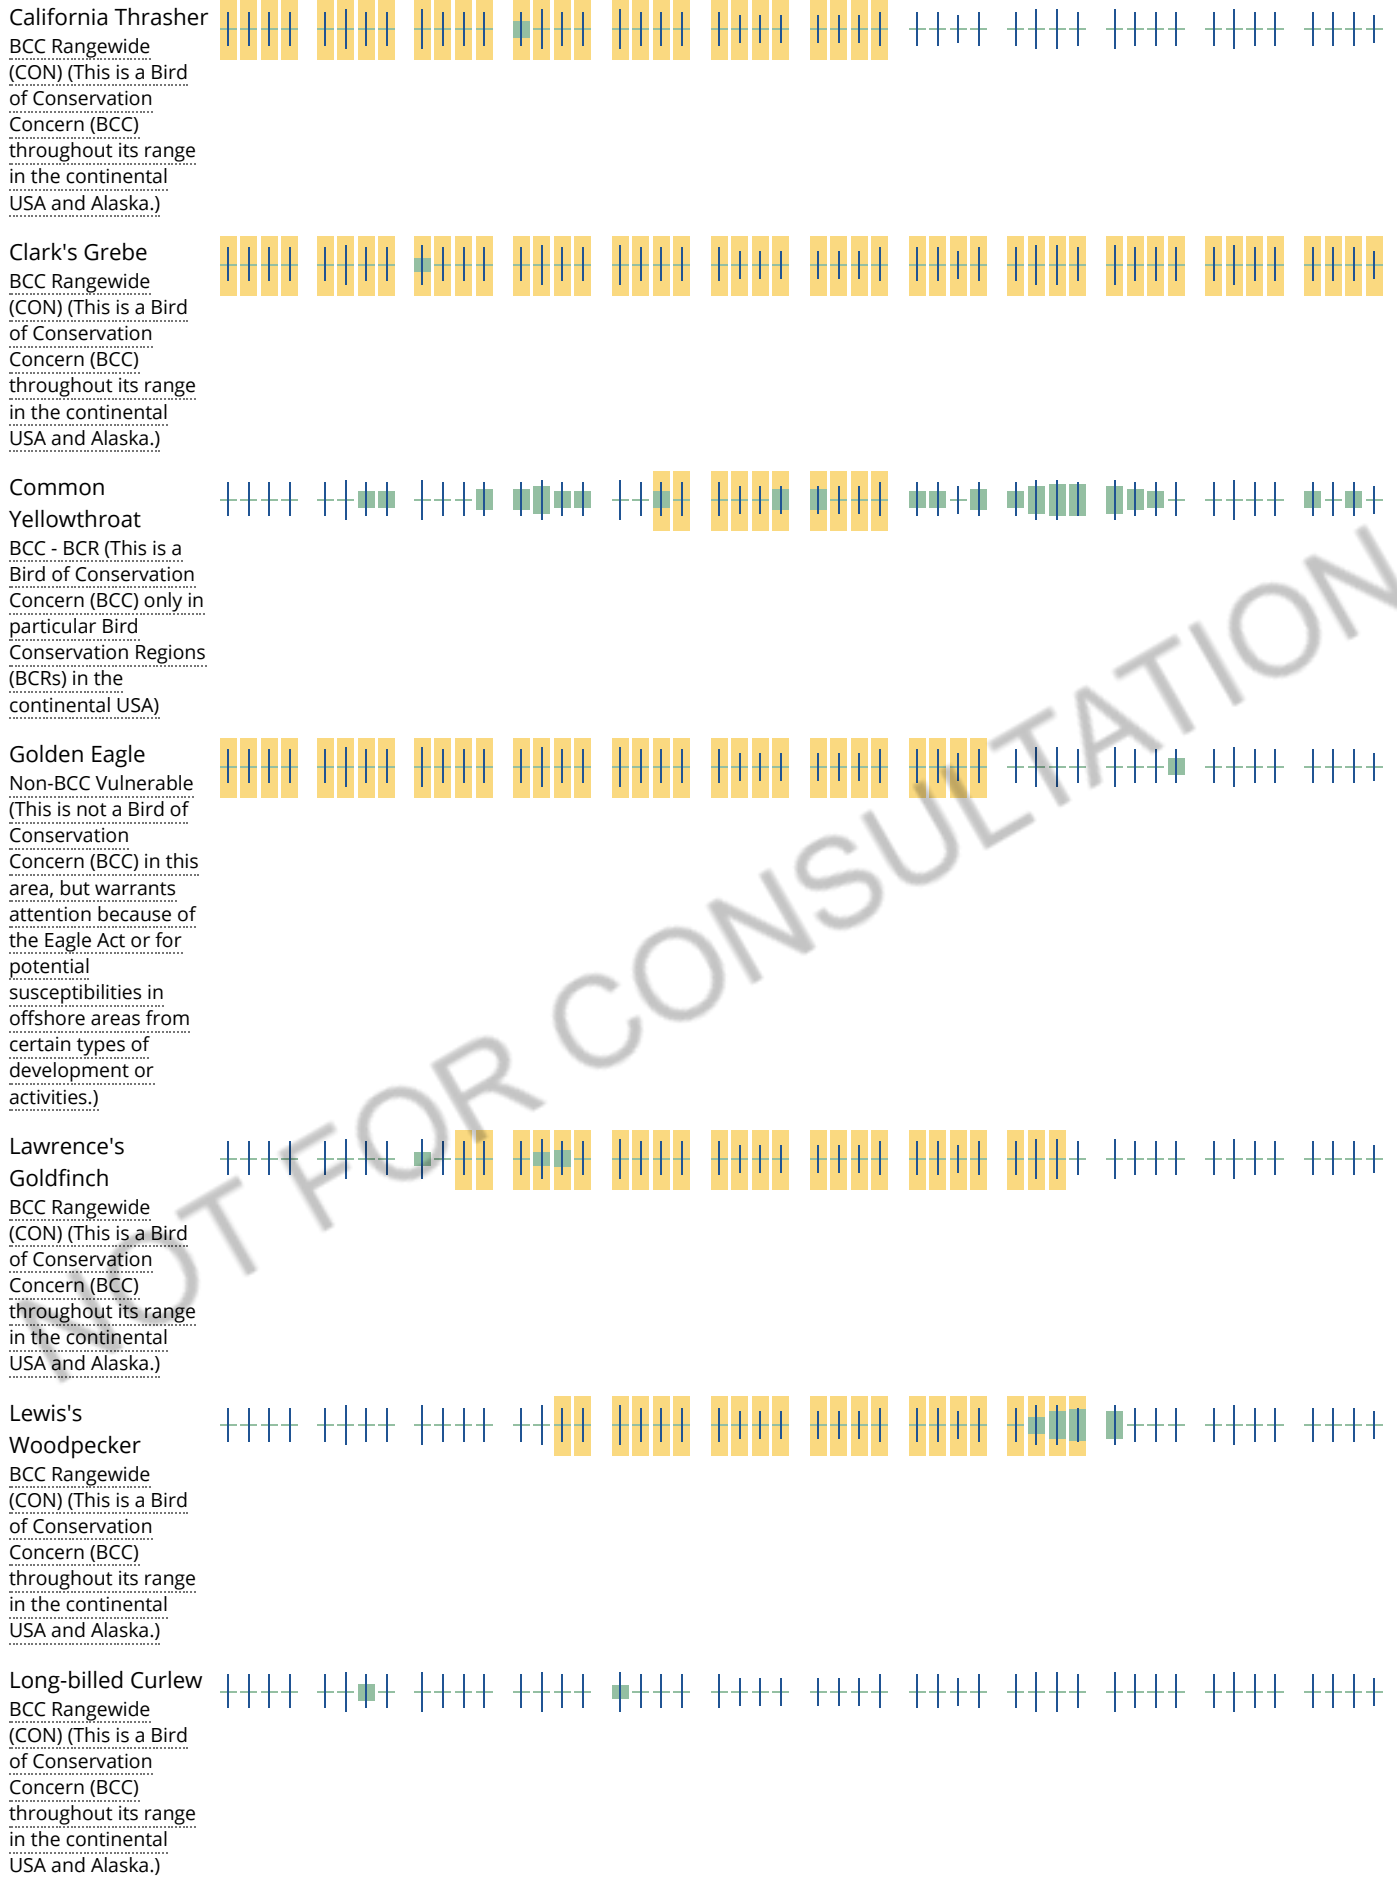 California Thrasher
BCC Rangewide
(CON) (This is a Bird
of Conservation
Concern (BCC)
throughout its range
in the continental
USA and Alaska.)
Clark's Grebe
BCC Rangewide
(CON) (This is a Bird
of Conservation
Concern (BCC)
throughout its range
in the continental
USA and Alaska.)
Common
Yellowthroat
BCC - BCR (This is a
Bird of Conservation
Concern (BCC) only in
particular Bird
Conservation Regions
(BCRs) in the
continental USA)
Golden Eagle
Non-BCC Vulnerable
(This is not a Bird of
Conservation
Concern (BCC) in this
area, but warrants
attention because of
the Eagle Act or for
potential
susceptibilities in
offshore areas from
certain types of
development or
activities.)
Lawrence's
Goldfinch
BCC Rangewide
(CON) (This is a Bird
of Conservation
Concern (BCC)
throughout its range
in the continental
USA and Alaska.)
Lewis's
Woodpecker
BCC Rangewide
(CON) (This is a Bird
of Conservation
Concern (BCC)
throughout its range
in the continental
USA and Alaska.)
Long-billed Curlew
BCC Rangewide
(CON) (This is a Bird
of Conservation
Concern (BCC)
throughout its range
in the continental
USA and Alaska.)
NOT FOR CONSULTATION